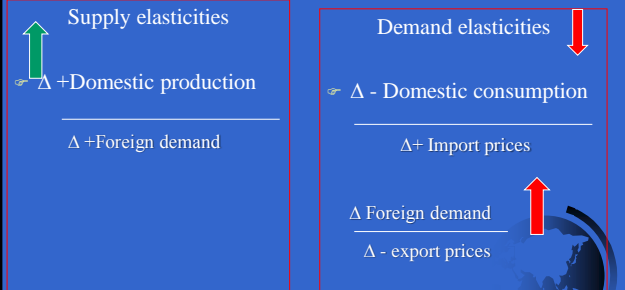 Supply elasticities
☞ Δ +Domestic production
Δ +Foreign demand
Demand elasticities
☞ Δ - Domestic consumption
Δ+ Import prices
Δ Foreign demand
Δ - export prices